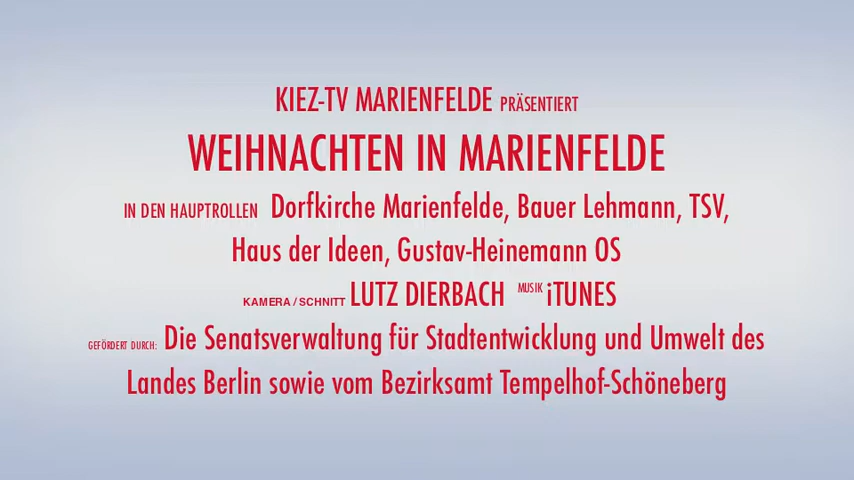 KIEZ-TV MARIENFELDE PRÄSENTIERT
WEIHNACHTEN IN MARIENFELDE
IN DEN HAUPTROLLEN Dorfkirche Marienfelde, Bauer Lehmann, TSV,
Haus der Ideen, Gustav-Heinemann OS
KAMERA / SCHNITT LUTZ DIERBACH MUSIK iTUNES
GEFÖRDERT DURCH: Die Senatsverwaltung für Stadtentwicklung und Umwelt des
Landes Berlin sowie vom Bezirksamt Tempelhof-Schöneberg